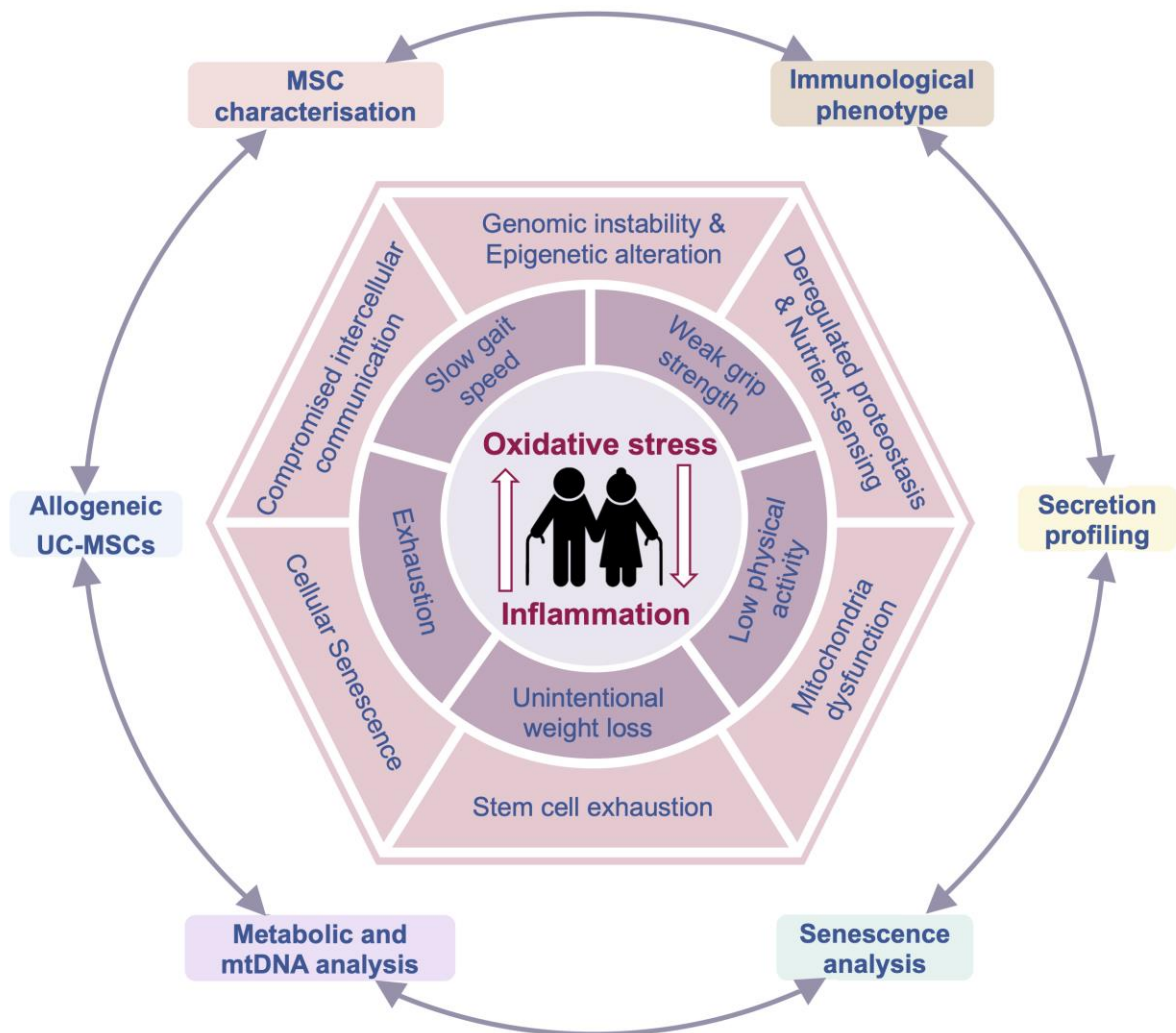 MSC
characterisation
Immunological
phenotype
Genomic instability &
Epigenetic alteration
Compromised intercellular
communication
Deregulated proteostasis
& Nutrient-sensing
Slow gait
speed
Weak grip
strength
Oxidative stress
Inflammation
Allogeneic
UC-MSCs
Secretion
profiling
Exhaustion
Low physical
activity
Cellular Senescence
Mitochondria
dysfunction
Unintentional
weight loss
Stem cell exhaustion
Metabolic and
mtDNA analysis
Senescence
analysis